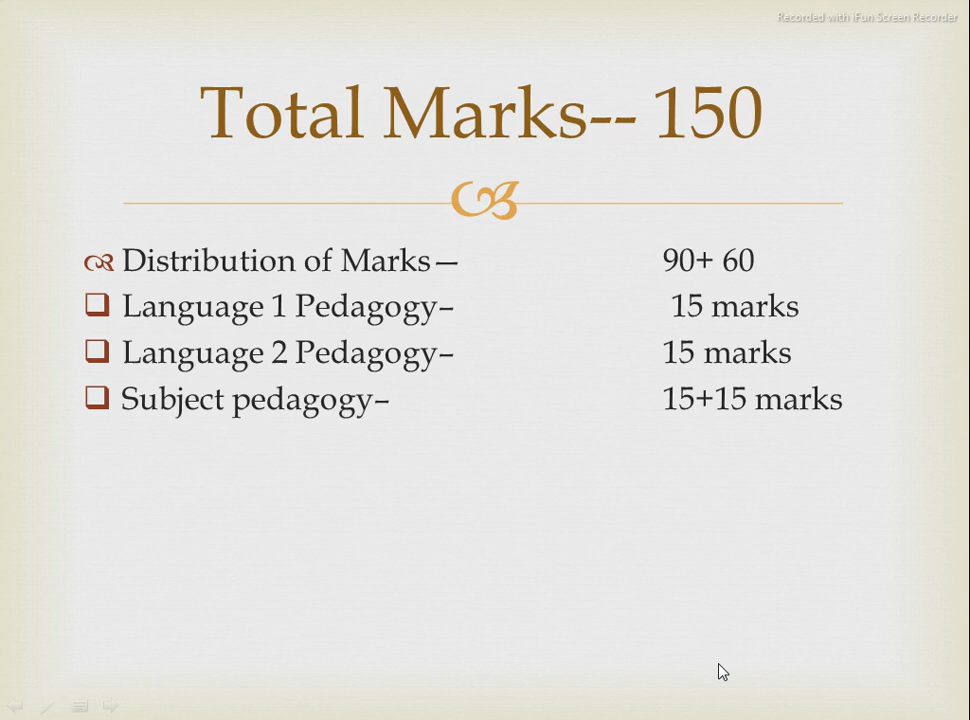 Recorded with iFun Screen Recorder
Total Marks-- 150
Distribution of Marks— 90+ 60
Language 1 Pedagogy– 15 marks
Language 2 Pedagogy– 15 marks
Subject pedagogy– 15+15 marks